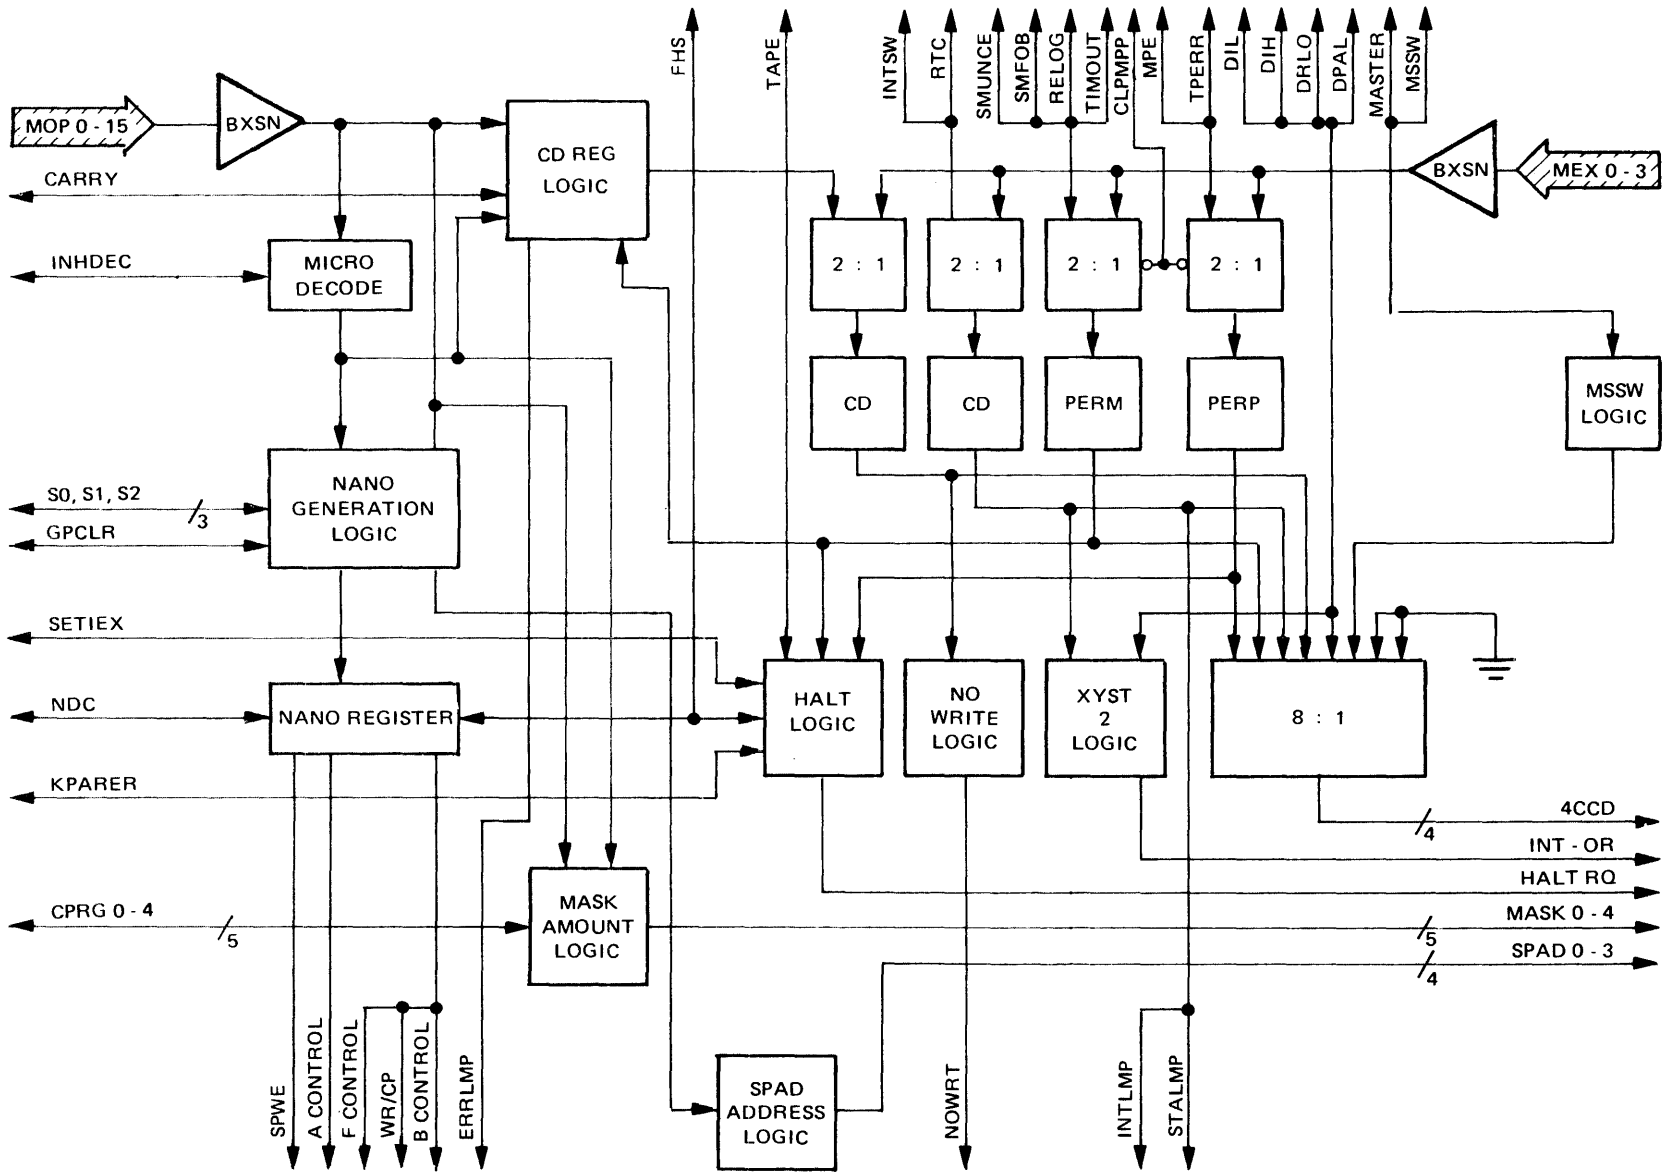 FHS
TAPE
INTSW
RTC
SMUNCE
SMFOB
RELOG
TIMOUT
CLPMPP
MPE
TPERR
DIL
DIH
DRLO
DPAL
MASTER
MSSW
MOP 0 - 15
BXSN
CD REG
LOGIC
BXSN
MEX 0 - 3
CARRY
INHDEC
MICRO
DECODE
2 : 1
2 : 1
2 : 1
2 : 1
CD
CD
PERM
PERP
MSSW
LOGIC
S0, S1, S2
3
GPCLR
NANO
GENERATION
LOGIC
SETIEX
NDC
NANO REGISTER
HALT
LOGIC
NO
WRITE
LOGIC
XYST
2
LOGIC
8 : 1
KPARER
4CCD
4
INT - OR
HALT RQ
CPRG 0 - 4
5
MASK
AMOUNT
LOGIC
MASK 0 - 4
5
SPAD 0 - 3
4
SPWE
A CONTROL
F CONTROL
WR/CP
B CONTROL
ERRLMP
SPAD
ADDRESS
LOGIC
NOWRT
INTLMP
STALMP